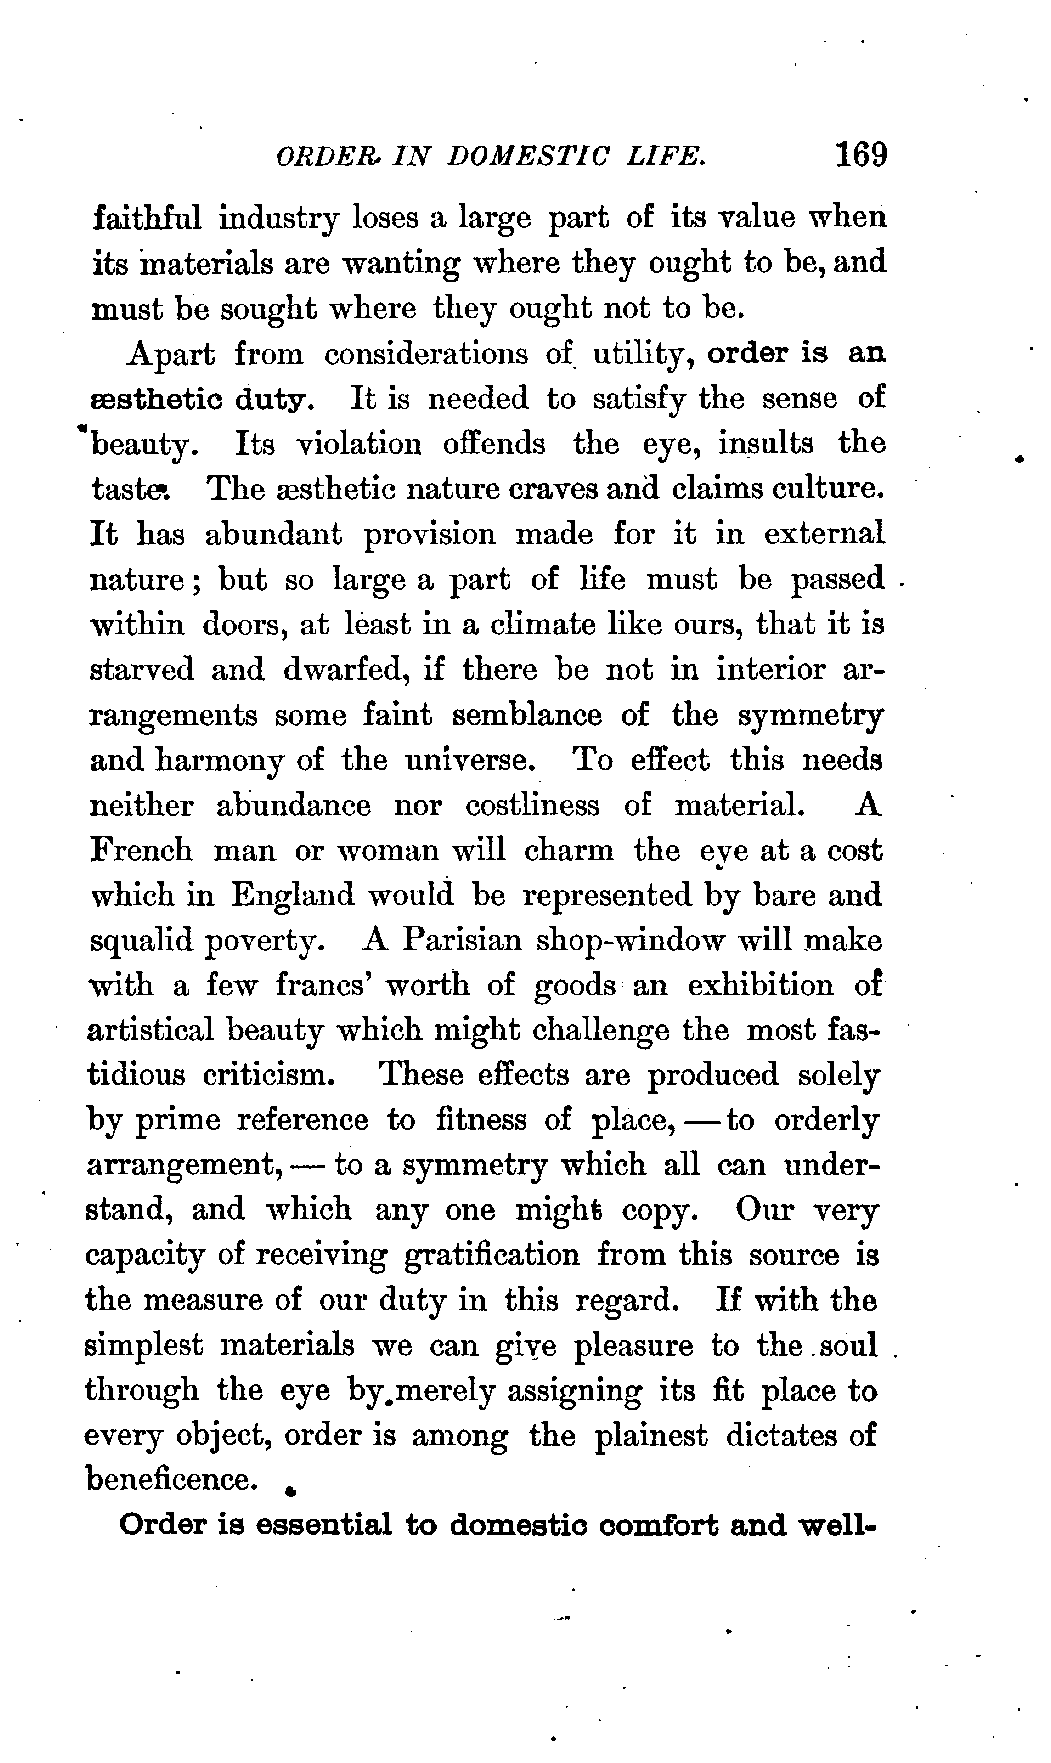 ORDER IN DOMESTIC LIFE. 169
faithful industry loses a large part of its value when
its materials are wanting where they ought to be, and
must be sought where they ought not to be.
Apart from considerations of utility, order is an
æsthetic duty. It is needed to satisfy the sense of
beauty. Its violation offends the eye, insults the
taste. The æsthetic nature craves and claims culture.
It has abundant provision made for it in external
nature; but so large a part of life must be passed
within doors, at least in a climate like ours, that it is
starved and dwarfed, if there be not in interior ar-
rangements some faint semblance of the symmetry
and harmony of the universe. To effect this needs
neither abundance nor costliness of material. A
French man or woman will charm the eye at a cost
which in England would be represented by bare and
squalid poverty. A Parisian shop-window will make
with a few francs' worth of goods an exhibition of
artistical beauty which might challenge the most fas-
tidious criticism. These effects are produced solely
by prime reference to fitness of place, — to orderly
arrangement, — to a symmetry which all can under-
stand, and which any one might copy. Our very
capacity of receiving gratification from this source is
the measure of our duty in this regard. If with the
simplest materials we can give pleasure to the soul
through the eye by merely assigning its fit place to
every object, order is among the plainest dictates of
beneficence.
Order is essential to domestic comfort and well-